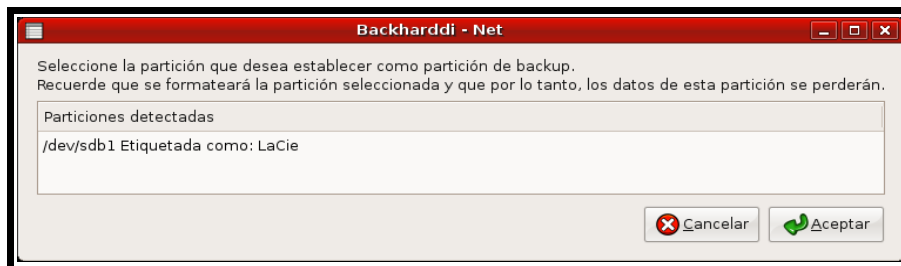 Backharddi - Net
Seleccione la partición que desea establecer como partición de backup.
Recuerde que se formateará la partición seleccionada y que por lo tanto, los datos de esta partición se perderán.
Particiones detectadas
/dev/sdb1 Etiquetada como: LaCie
Cancelar Aceptar